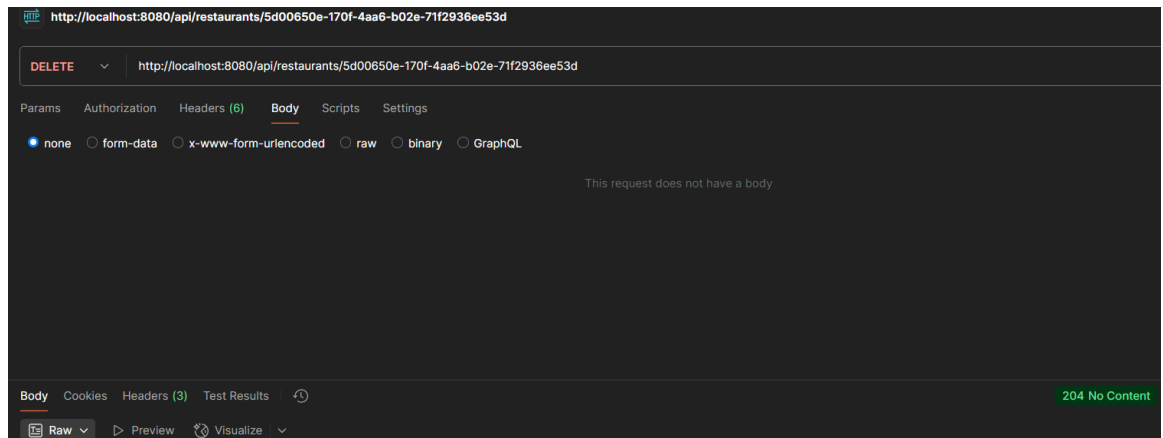 HTTP http://localhost:8080/api/restaurants/5d00650e-170f-4aa6-b02e-71f2936ee53d
DELETE http://localhost:8080/api/restaurants/5d00650e-170f-4aa6-b02e-71f2936ee53d
Params Authorization Headers (6) Body Scripts Settings
none form-data x-www-form-urlencoded raw binary GraphQL
This request does not have a body
Body Cookies Headers (3) Test Results 204 No Content
Raw Preview Visualize